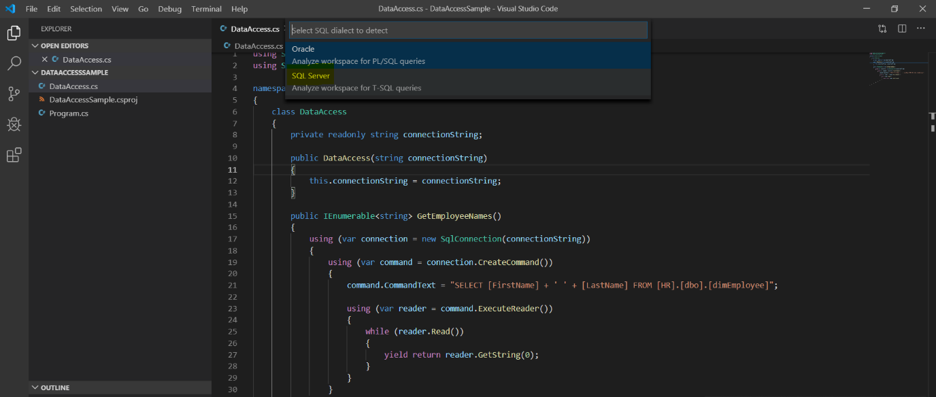 File Edit Selection View Go Debug Terminal Help
DataAccess.cs - DataAccessSample - Visual Studio Code
EXPLORER
OPEN EDITORS
DataAccess.cs
DATAACCESSSAMPLE
DataAccess.cs
DataAccessSample.csproj
Program.cs
OUTLINE
DataAccess.cs
DataAccess.cs
Select SQL dialect to detect
Oracle
Analyze workspace for PL/SQL queries
SQL Server
Analyze workspace for T-SQL queries
1 using
2 using
3
4 namespa
5 {
6 class DataAccess
7 {
8 private readonly string connectionString;
9
10 public DataAccess(string connectionString)
11 {
12 this.connectionString = connectionString;
13 }
14
15 public IEnumerable<string> GetEmployeeNames()
16 {
17 using (var connection = new SqlConnection(connectionString))
18 {
19 using (var command = connection.CreateCommand())
20 {
21 command.CommandText = "SELECT [FirstName] + ' ' + [LastName] FROM [HR].[dbo].[dimEmployee]";
22
23 using (var reader = command.ExecuteReader())
24 {
25 while (reader.Read())
26 {
27 yield return reader.GetString(0);
28 }
29 }
30 }